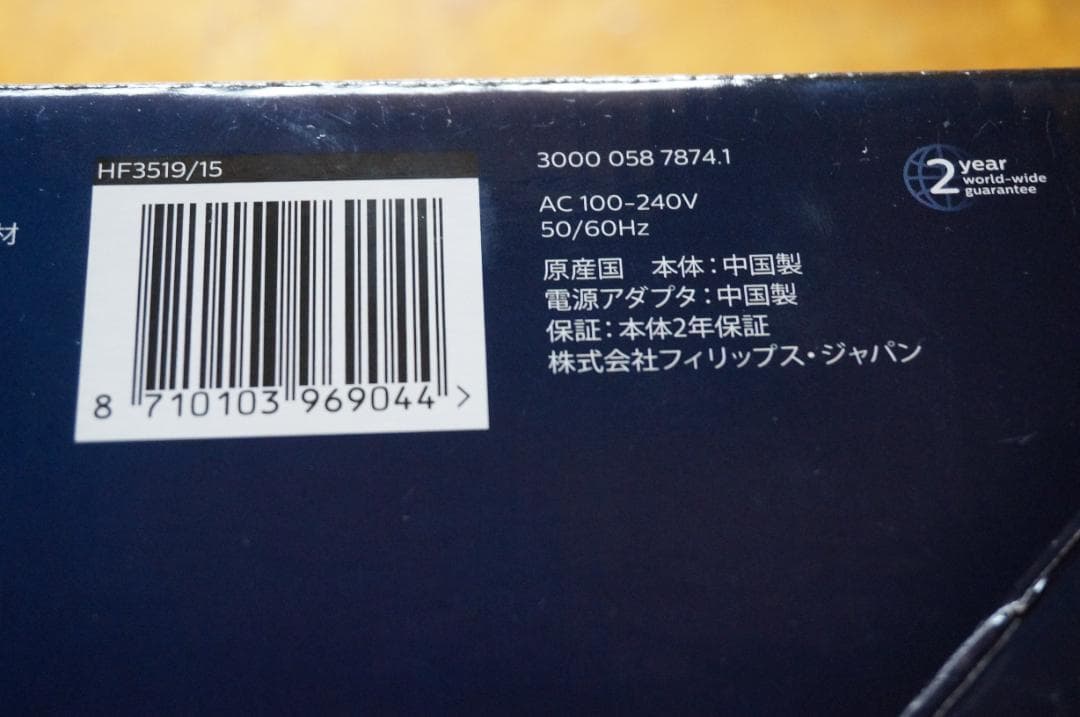 HF3519/15
8 710103 969044 >
3000 058 7874.1
AC 100-240V
50/60Hz
原産国　本体：中国製
電源アダプタ：中国製
保証：本体2年保証
株式会社フィリップス・ジャパン
2 year
world-wide
guarantee
材